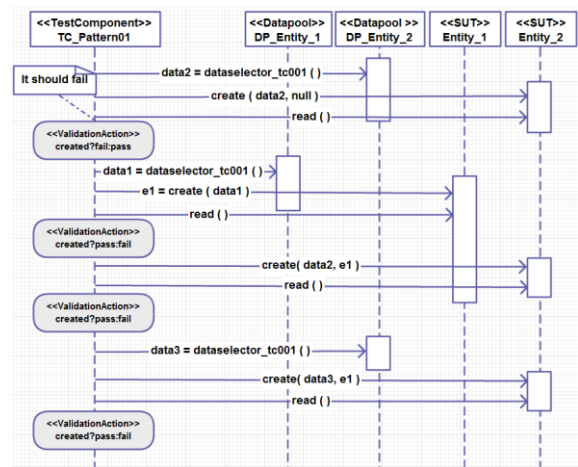 <<TestComponent>>
TC_Pattern01
<<Datapool>>
DP_Entity_1
<<Datapool >>
DP_Entity_2
<<SUT>>
Entity_1
<<SUT>>
Entity_2
It should fail
data2 = dataselector_tc001 ( )
create ( data2, null )
read ( )
<<ValidationAction>>
created?fail:pass
data1 = dataselector_tc001 ( )
e1 = create ( data1 )
read ( )
<<ValidationAction>>
created?pass:fail
create( data2, e1 )
read ( )
<<ValidationAction>>
created?pass:fail
data3 = dataselector_tc001 ( )
create( data3, e1 )
read ( )
<<ValidationAction>>
created?pass:fail